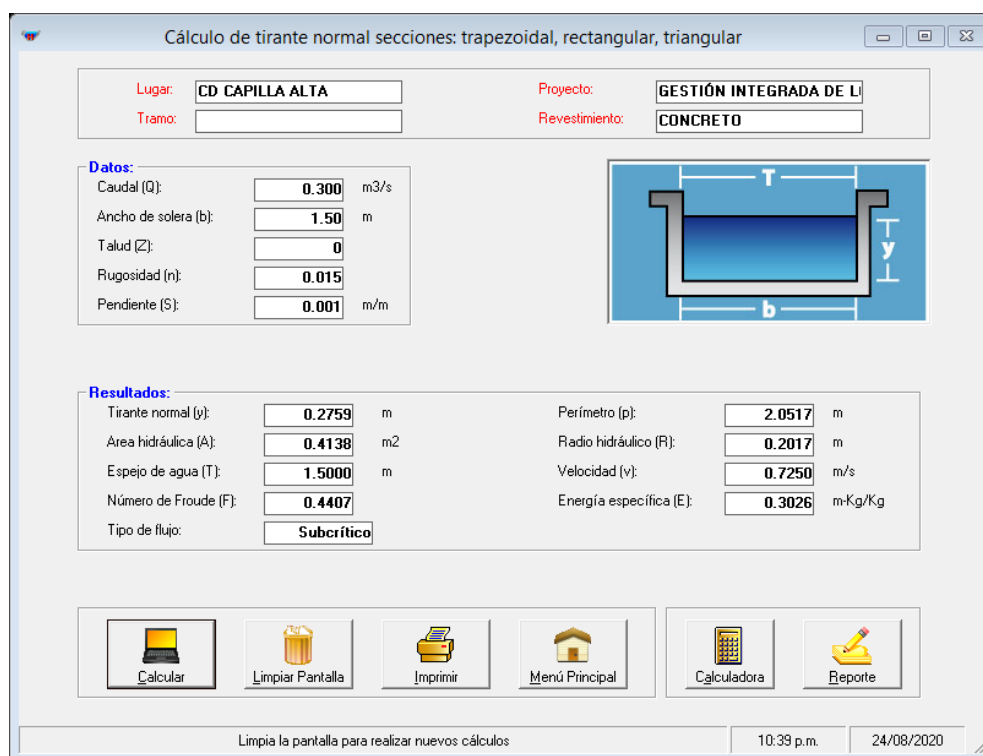 Cálculo de tirante normal secciones: trapezoidal, rectangular, triangular
Lugar: CD CAPILLA ALTA Proyecto: GESTIÓN INTEGRADA DE L
Tramo: Revestimiento: CONCRETO
Datos:
Caudal (Q): 0.300 m3/s
Ancho de solera (b): 1.50 m
Talud (Z): 0
Rugosidad (n): 0.015
Pendiente (S): 0.001 m/m
T
y
b
Resultados:
Tirante normal (y): 0.2759 m Perímetro (p): 2.0517 m
Area hidráulica (A): 0.4138 m2 Radio hidráulico (R): 0.2017 m
Espejo de agua (T): 1.5000 m Velocidad (v): 0.7250 m/s
Número de Froude (F): 0.4407 Energía específica (E): 0.3026 m-Kg/Kg
Tipo de flujo: Subcrítico
Calcular Limpiar Pantalla Imprimir Menú Principal Calculadora Reporte
Limpia la pantalla para realizar nuevos cálculos 10:39 p.m. 24/08/2020